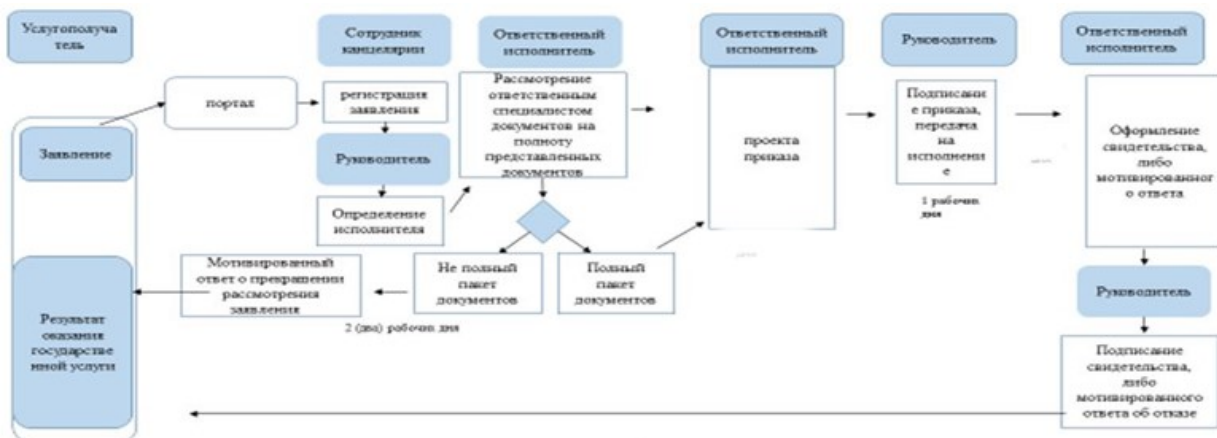 Услугополуча
тель
Сотрудник
канцелярии
Ответственный
исполнитель
Ответственный
исполнитель
Руководитель
Ответственный
исполнитель
Заявление
портал
регистрация
заявления
Руководитель
Определение
исполнителя
Рассмотрение
ответственным
специалистом
документов на
полноту
представленных
документов
Не полный
пакет
документов
Полный
пакет
документов
Мотивированный
ответ о прекращении
рассмотрения
заявления
2 (два) рабочих дня
Результат
оказания
государстве
нной услуги
проекта
приказа
Подписани
е приказа,
передача
на
исполнени
е
1 рабочих
дня
Оформление
свидетельства,
либо
мотивированног
о ответа
Руководитель
Подписание
свидетельства,
либо
мотивированного
ответа об отказе